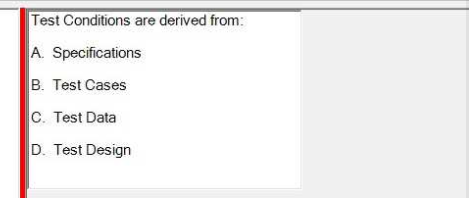 Test Conditions are derived from:
A. Specifications
B. Test Cases
C. Test Data
D. Test Design